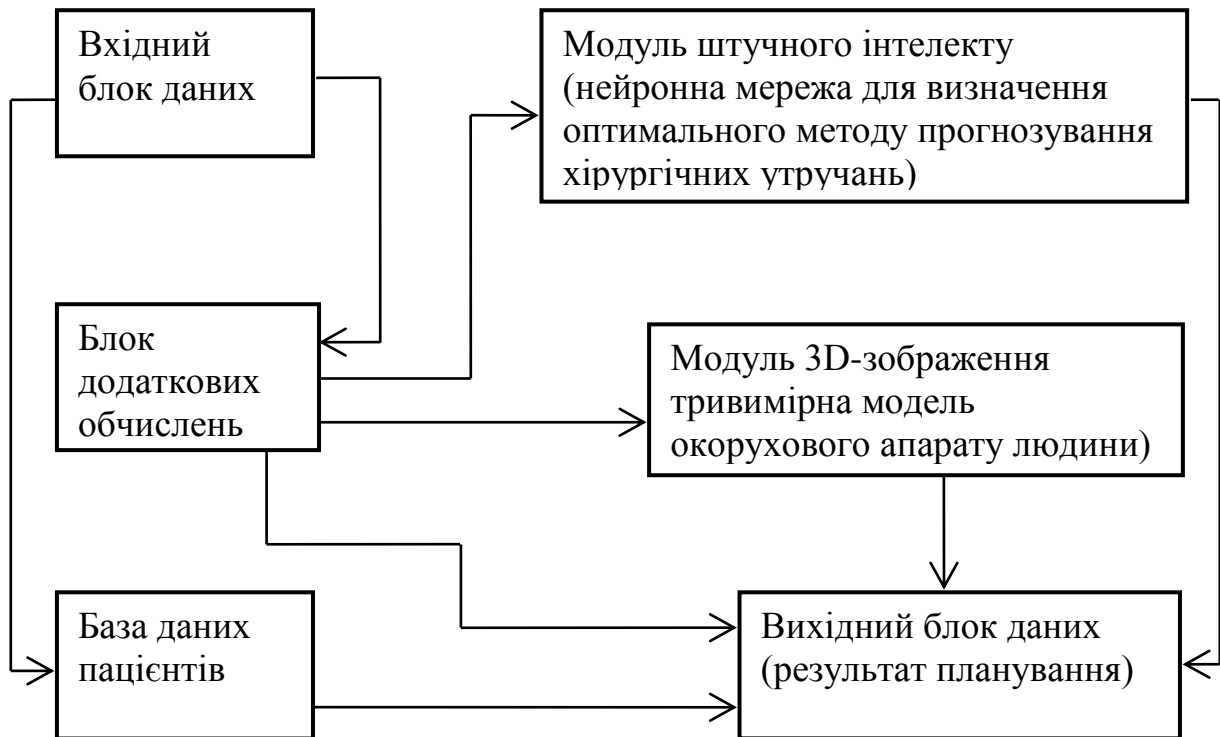 Вхідний
блок даних
Модуль штучного інтелекту
(нейронна мережа для визначення
оптимального методу прогнозування
хірургічних утручань)
Блок
додаткових
обчислень
Модуль 3D-зображення
тривимірна модель
окорухового апарату людини)
База даних
пацієнтів
Вихідний блок даних
(результат планування)